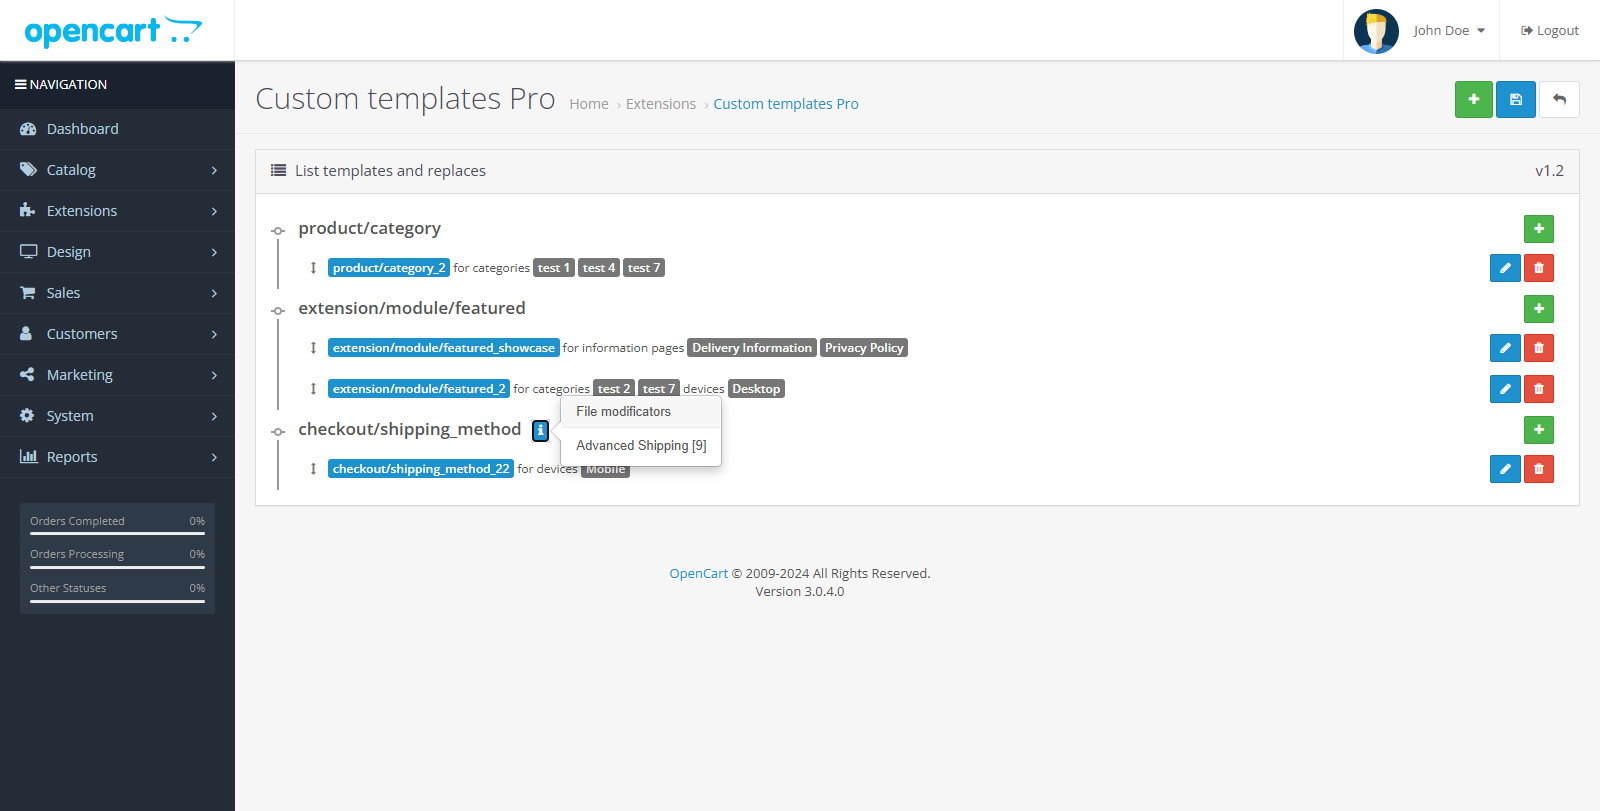 opencart
John Doe
Logout
NAVIGATION
Dashboard
Catalog
Extensions
Design
Sales
Customers
Marketing
System
Reports
Orders Completed 0%
Orders Processing 0%
Other Statuses 0%
Custom templates Pro
Home › Extensions › Custom templates Pro
List templates and replaces
v1.2
product/category
product/category_2 for categories test 1 test 4 test 7
extension/module/featured
extension/module/featured_showcase for information pages Delivery Information Privacy Policy
extension/module/featured_2 for categories test 2 test 7 devices Desktop
checkout/shipping_method
File modificators
Advanced Shipping [9]
checkout/shipping_method_22 for devices Mobile
OpenCart © 2009-2024 All Rights Reserved.
Version 3.0.4.0